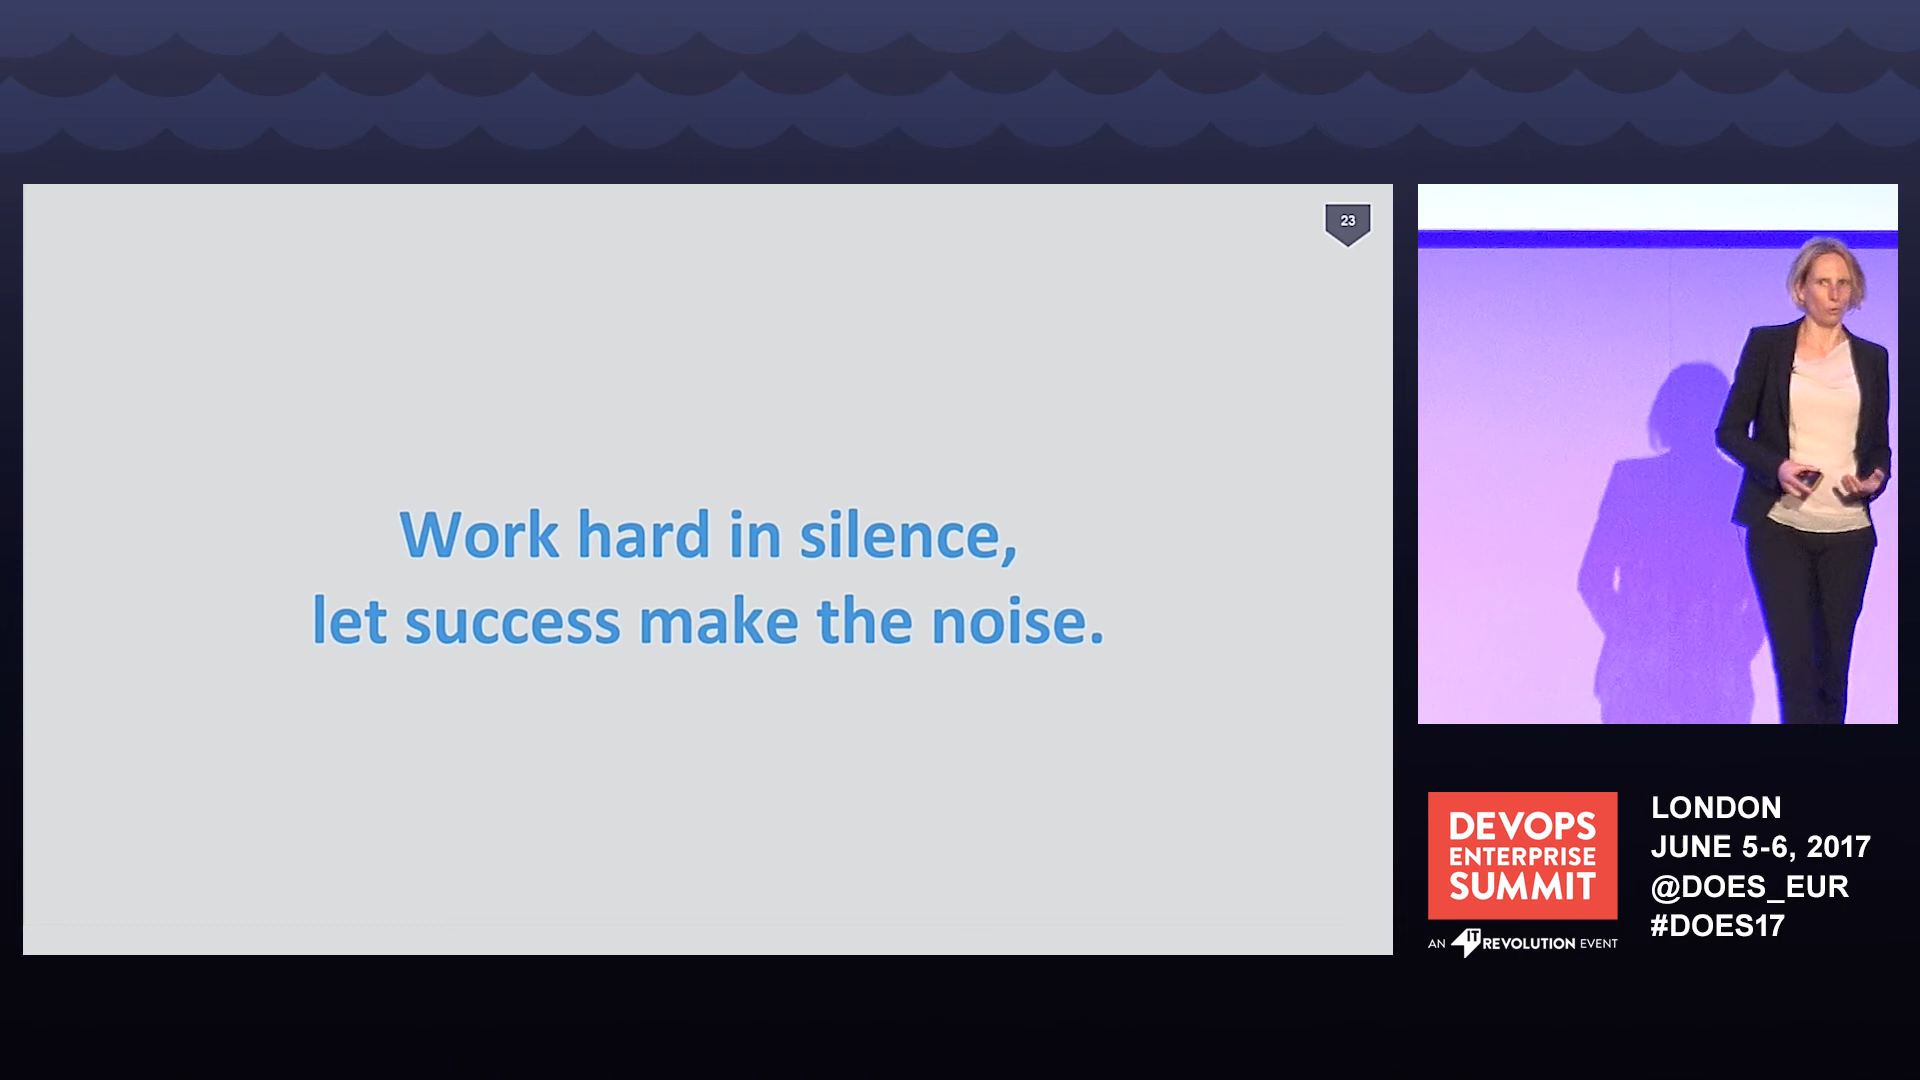 23
Work hard in silence,
let success make the noise.
DEVOPS
ENTERPRISE
SUMMIT
AN IT REVOLUTION EVENT
LONDON
JUNE 5-6, 2017
@DOES_EUR
#DOES17